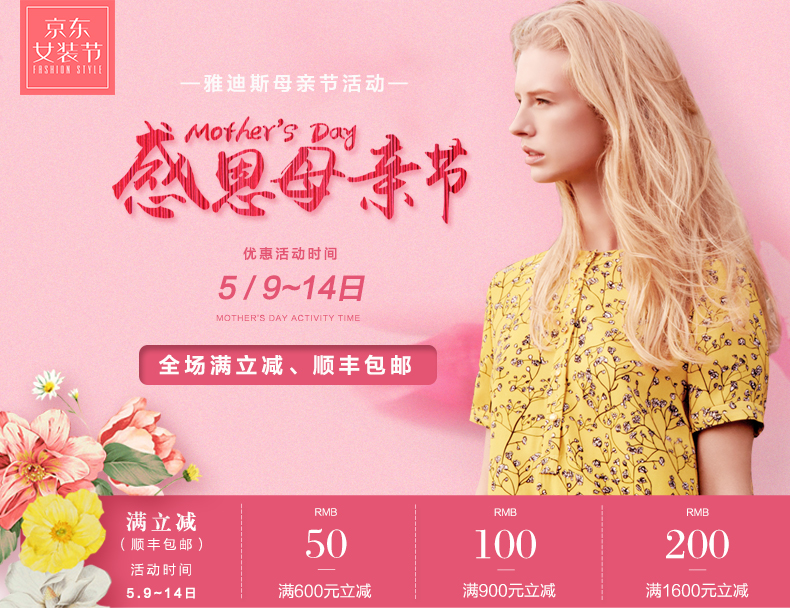 京东
女装节
FASHION STYLE
—雅迪斯母亲节活动—
Mother's Day
感恩母亲节
优惠活动时间
5 / 9~14日
MOTHER'S DAY ACTIVITY TIME
全场满立减、顺丰包邮
满立减
（顺丰包邮）
活动时间
5.9~14日
RMB
50
满600元立减
RMB
100
满900元立减
RMB
200
满1600元立减